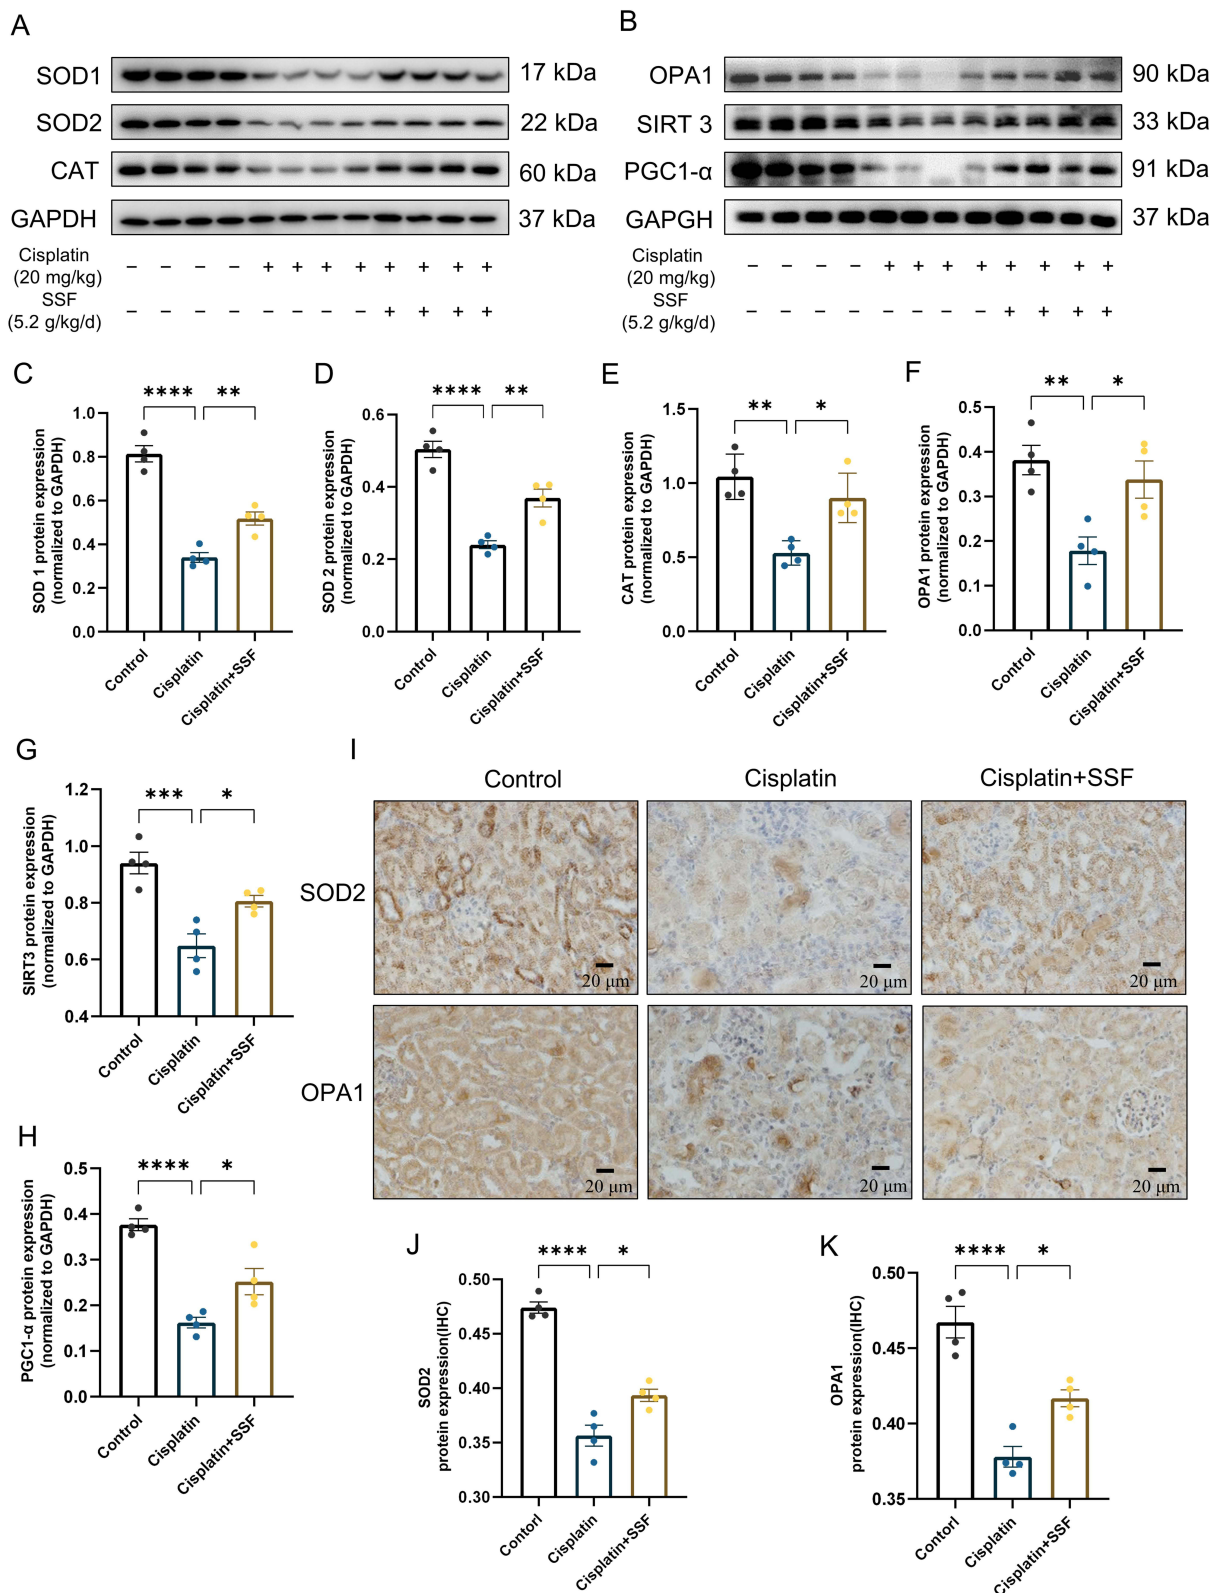 A
SOD1 17 kDa
SOD2 22 kDa
CAT 60 kDa
GAPDH 37 kDa
Cisplatin
(20 mg/kg) − − − − + + + + + + + +
SSF
(5.2 g/kg/d) − − − − − − − − + + + +
B
OPA1 90 kDa
SIRT 3 33 kDa
PGC1-α 91 kDa
GAPGH 37 kDa
Cisplatin
(20 mg/kg) − − − − + + + + + + + +
SSF
(5.2 g/kg/d) − − − − − − − − + + + +
C
**** **
SOD 1 protein expression
(normalized to GAPDH)
1.0
0.8
0.6
0.4
0.2
0.0
Control
Cisplatin
Cisplatin+SSF
D
**** **
SOD 2 protein expression
(normalized to GAPDH)
0.6
0.4
0.2
0.0
Control
Cisplatin
Cisplatin+SSF
E
** *
CAT protein expression
(normalized to GAPDH)
1.5
1.0
0.5
0.0
Control
Cisplatin
Cisplatin+SSF
F
** *
OPA1 protein expression
(normalized to GAPDH)
0.5
0.4
0.3
0.2
0.1
0.0
Control
Cisplatin
Cisplatin+SSF
G
*** *
SIRT3 protein expression
(normalized to GAPDH)
1.2
1.0
0.8
0.6
0.4
Control
Cisplatin
Cisplatin+SSF
H
**** *
PGC1-α protein expression
(normalized to GAPDH)
0.5
0.4
0.3
0.2
0.1
0.0
Control
Cisplatin
Cisplatin+SSF
I
Control Cisplatin Cisplatin+SSF
SOD2
20 μm 20 μm 20 μm
OPA1
20 μm 20 μm 20 μm
J
**** *
SOD2
protein expression(IHC)
0.50
0.45
0.40
0.35
0.30
Contorl
Cisplatin
Cisplatin+SSF
K
**** *
OPA1
protein expression(IHC)
0.50
0.45
0.40
0.35
Contorl
Cisplatin
Cisplatin+SSF